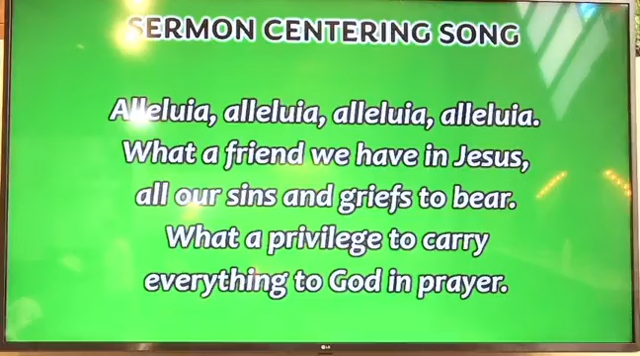 SERMON CENTERING SONG
Alleluia, alleluia, alleluia, alleluia.
What a friend we have in Jesus,
all our sins and griefs to bear.
What a privilege to carry
everything to God in prayer.
LG